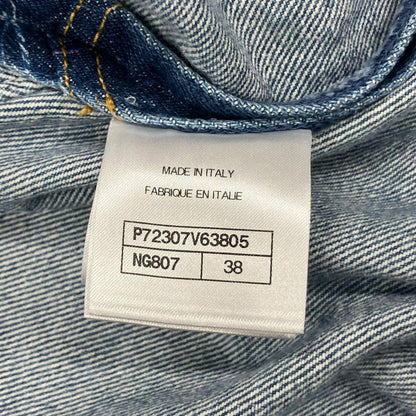 MADE IN ITALY
FABRIQUE EN ITALIE
P72307V63805
NG807 38